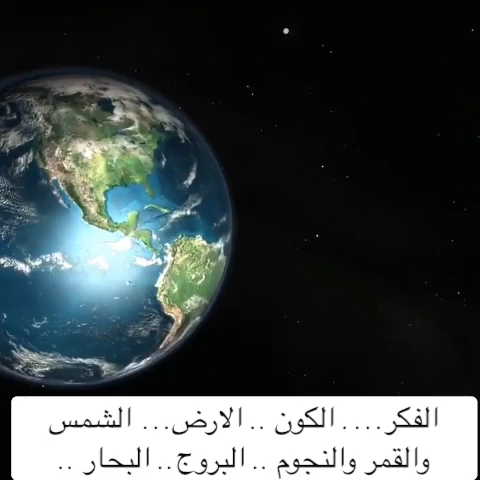 الفكر.... الكون .. الارض... الشمس
والقمر والنجوم .. البروج.. البحار ..